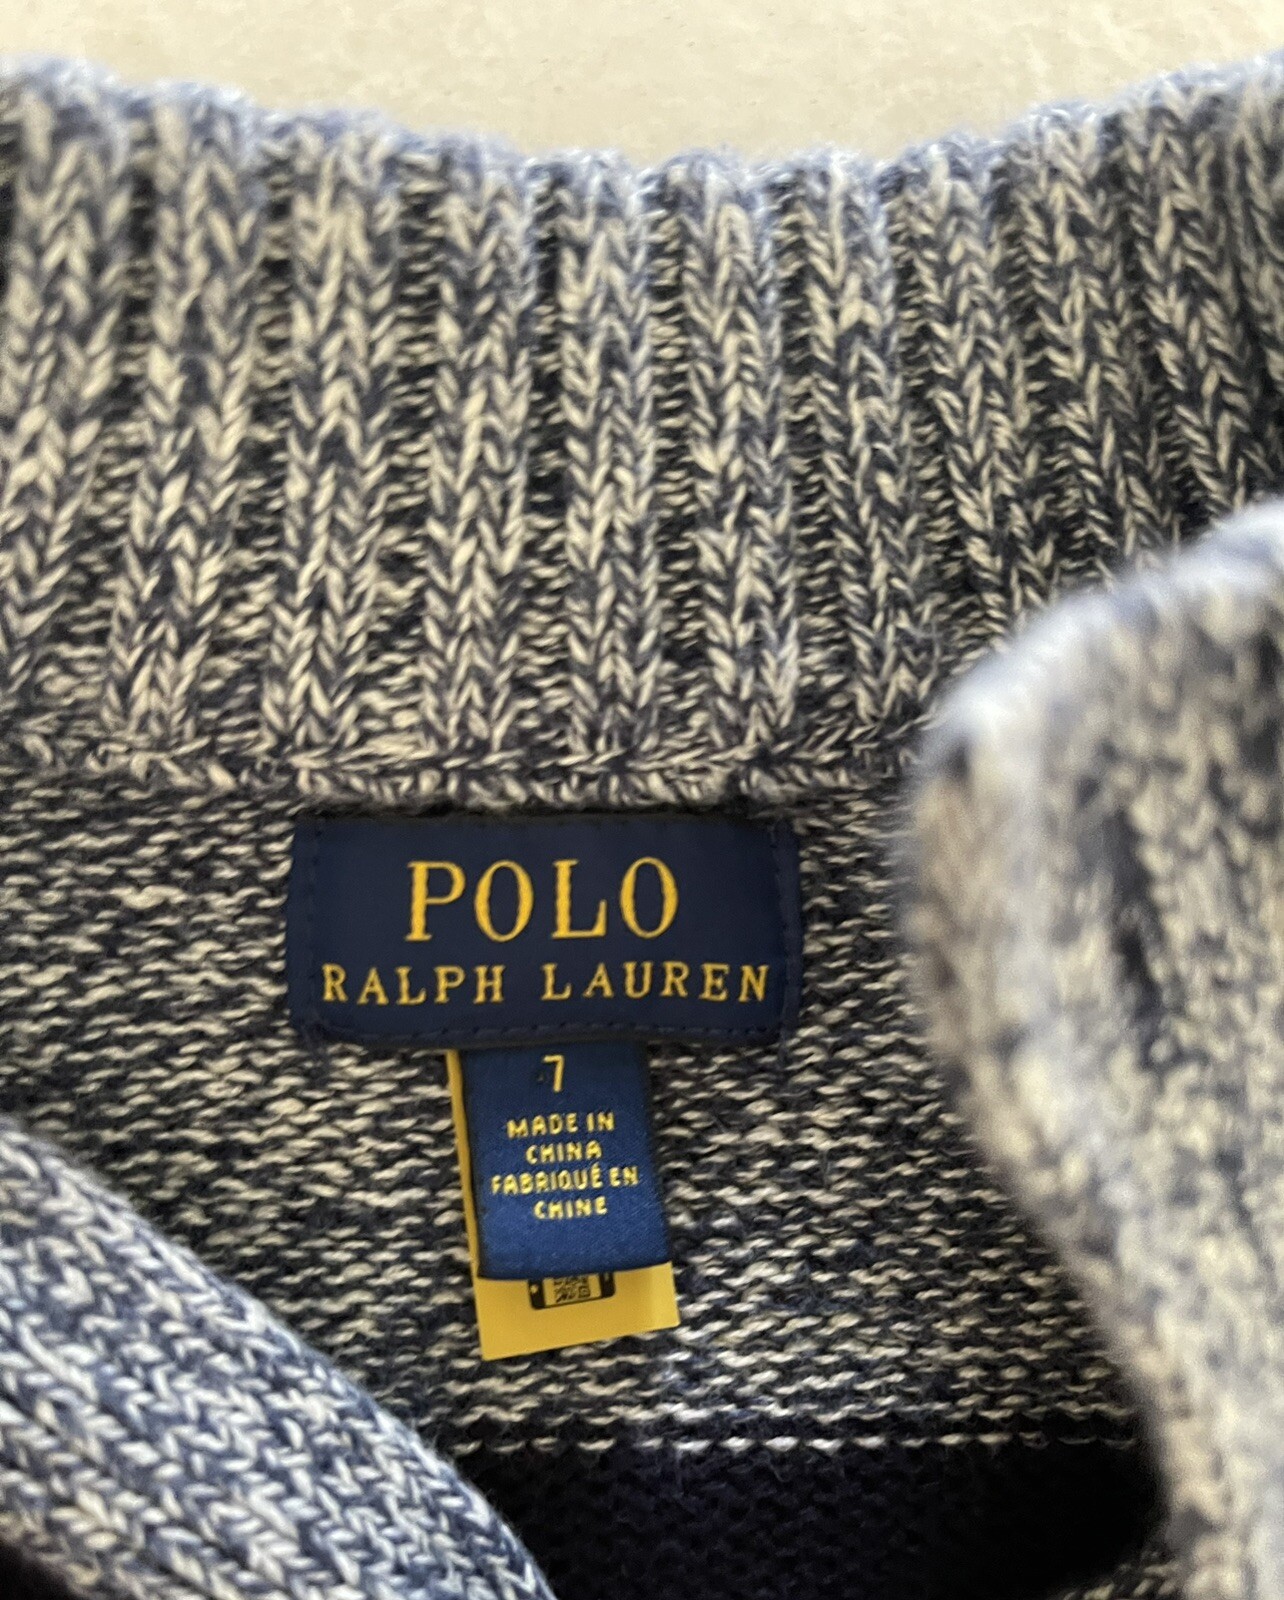 POLO
RALPH LAUREN
7
MADE IN
CHINA
FABRIQUÉ EN
CHINE